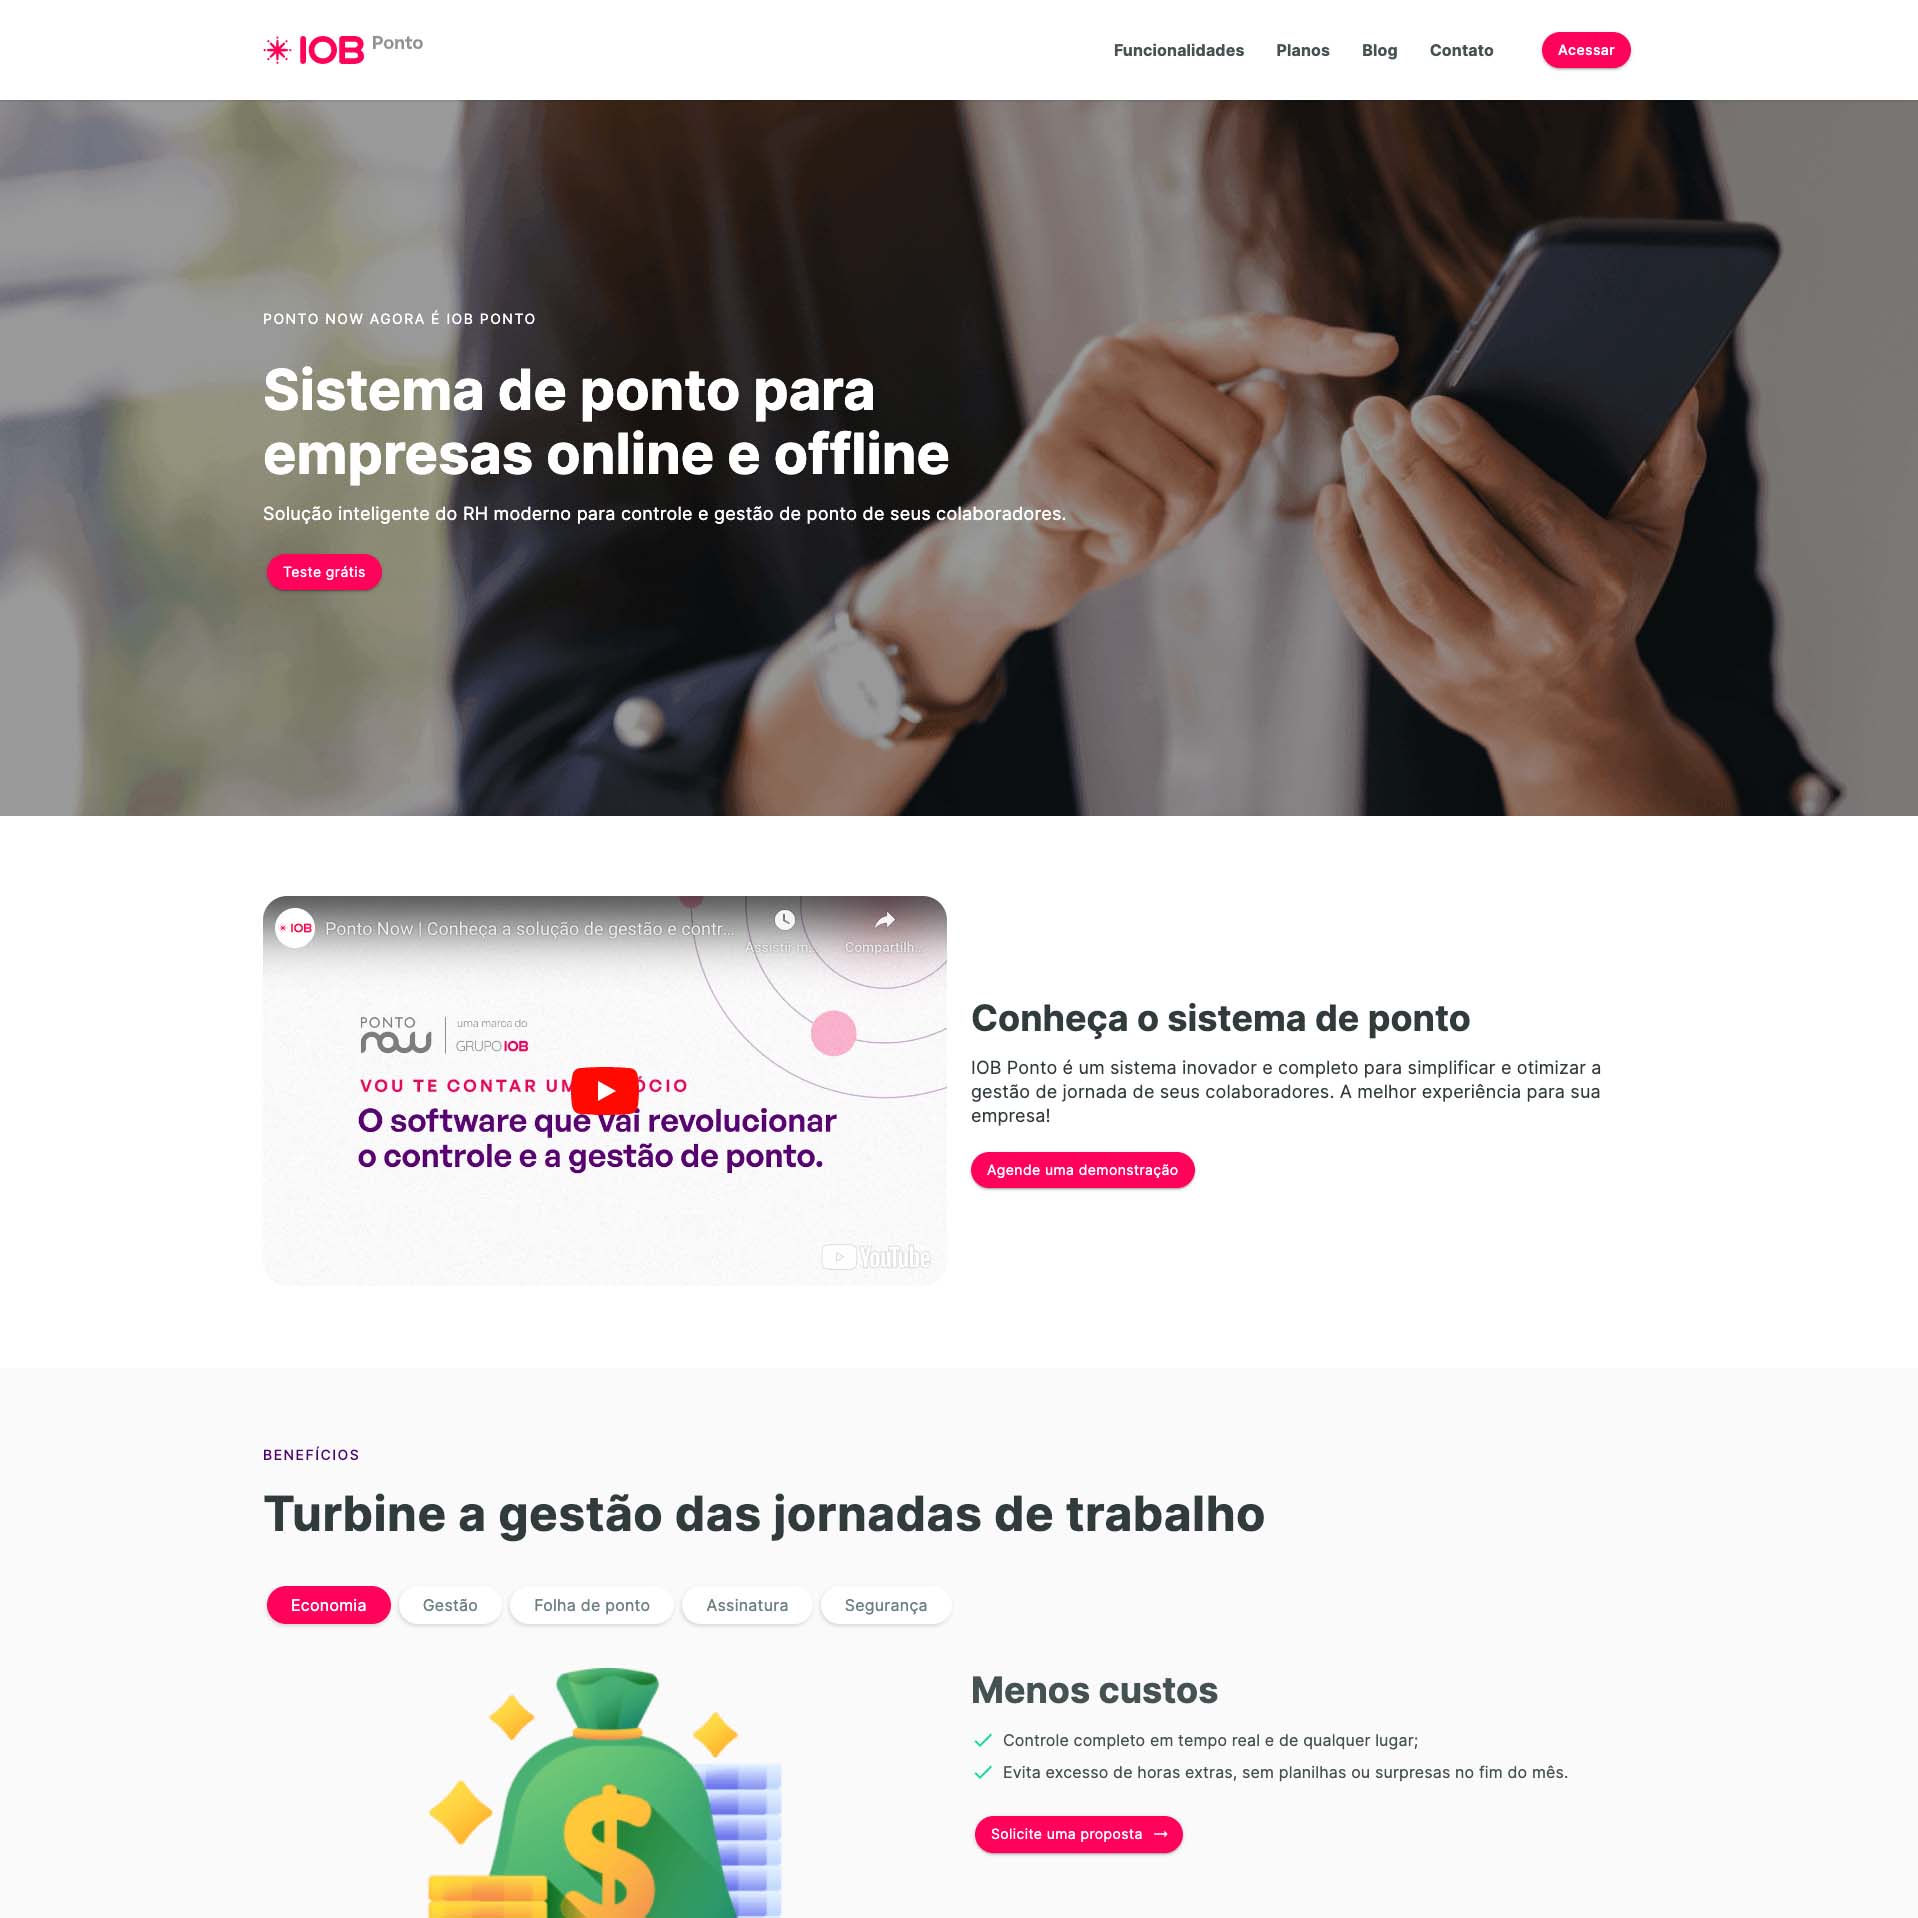 IOB Ponto
Funcionalidades Planos Blog Contato Acessar
PONTO NOW AGORA É IOB PONTO
Sistema de ponto para
empresas online e offline
Solução inteligente do RH moderno para controle e gestão de ponto de seus colaboradores.
Teste grátis
IOB
Ponto Now | Conheça a solução de gestão e contr...
Assistir m...
Compartilh...
PONTO
now
uma marca do
GRUPO IOB
VOU TE CONTAR UM ÓCIO
O software que vai revolucionar
o controle e a gestão de ponto.
YouTube
Conheça o sistema de ponto
IOB Ponto é um sistema inovador e completo para simplificar e otimizar a
gestão de jornada de seus colaboradores. A melhor experiência para sua
empresa!
Agende uma demonstração
BENEFÍCIOS
Turbine a gestão das jornadas de trabalho
Economia Gestão Folha de ponto Assinatura Segurança
$
Menos custos
Controle completo em tempo real e de qualquer lugar;
Evita excesso de horas extras, sem planilhas ou surpresas no fim do mês.
Solicite uma proposta →